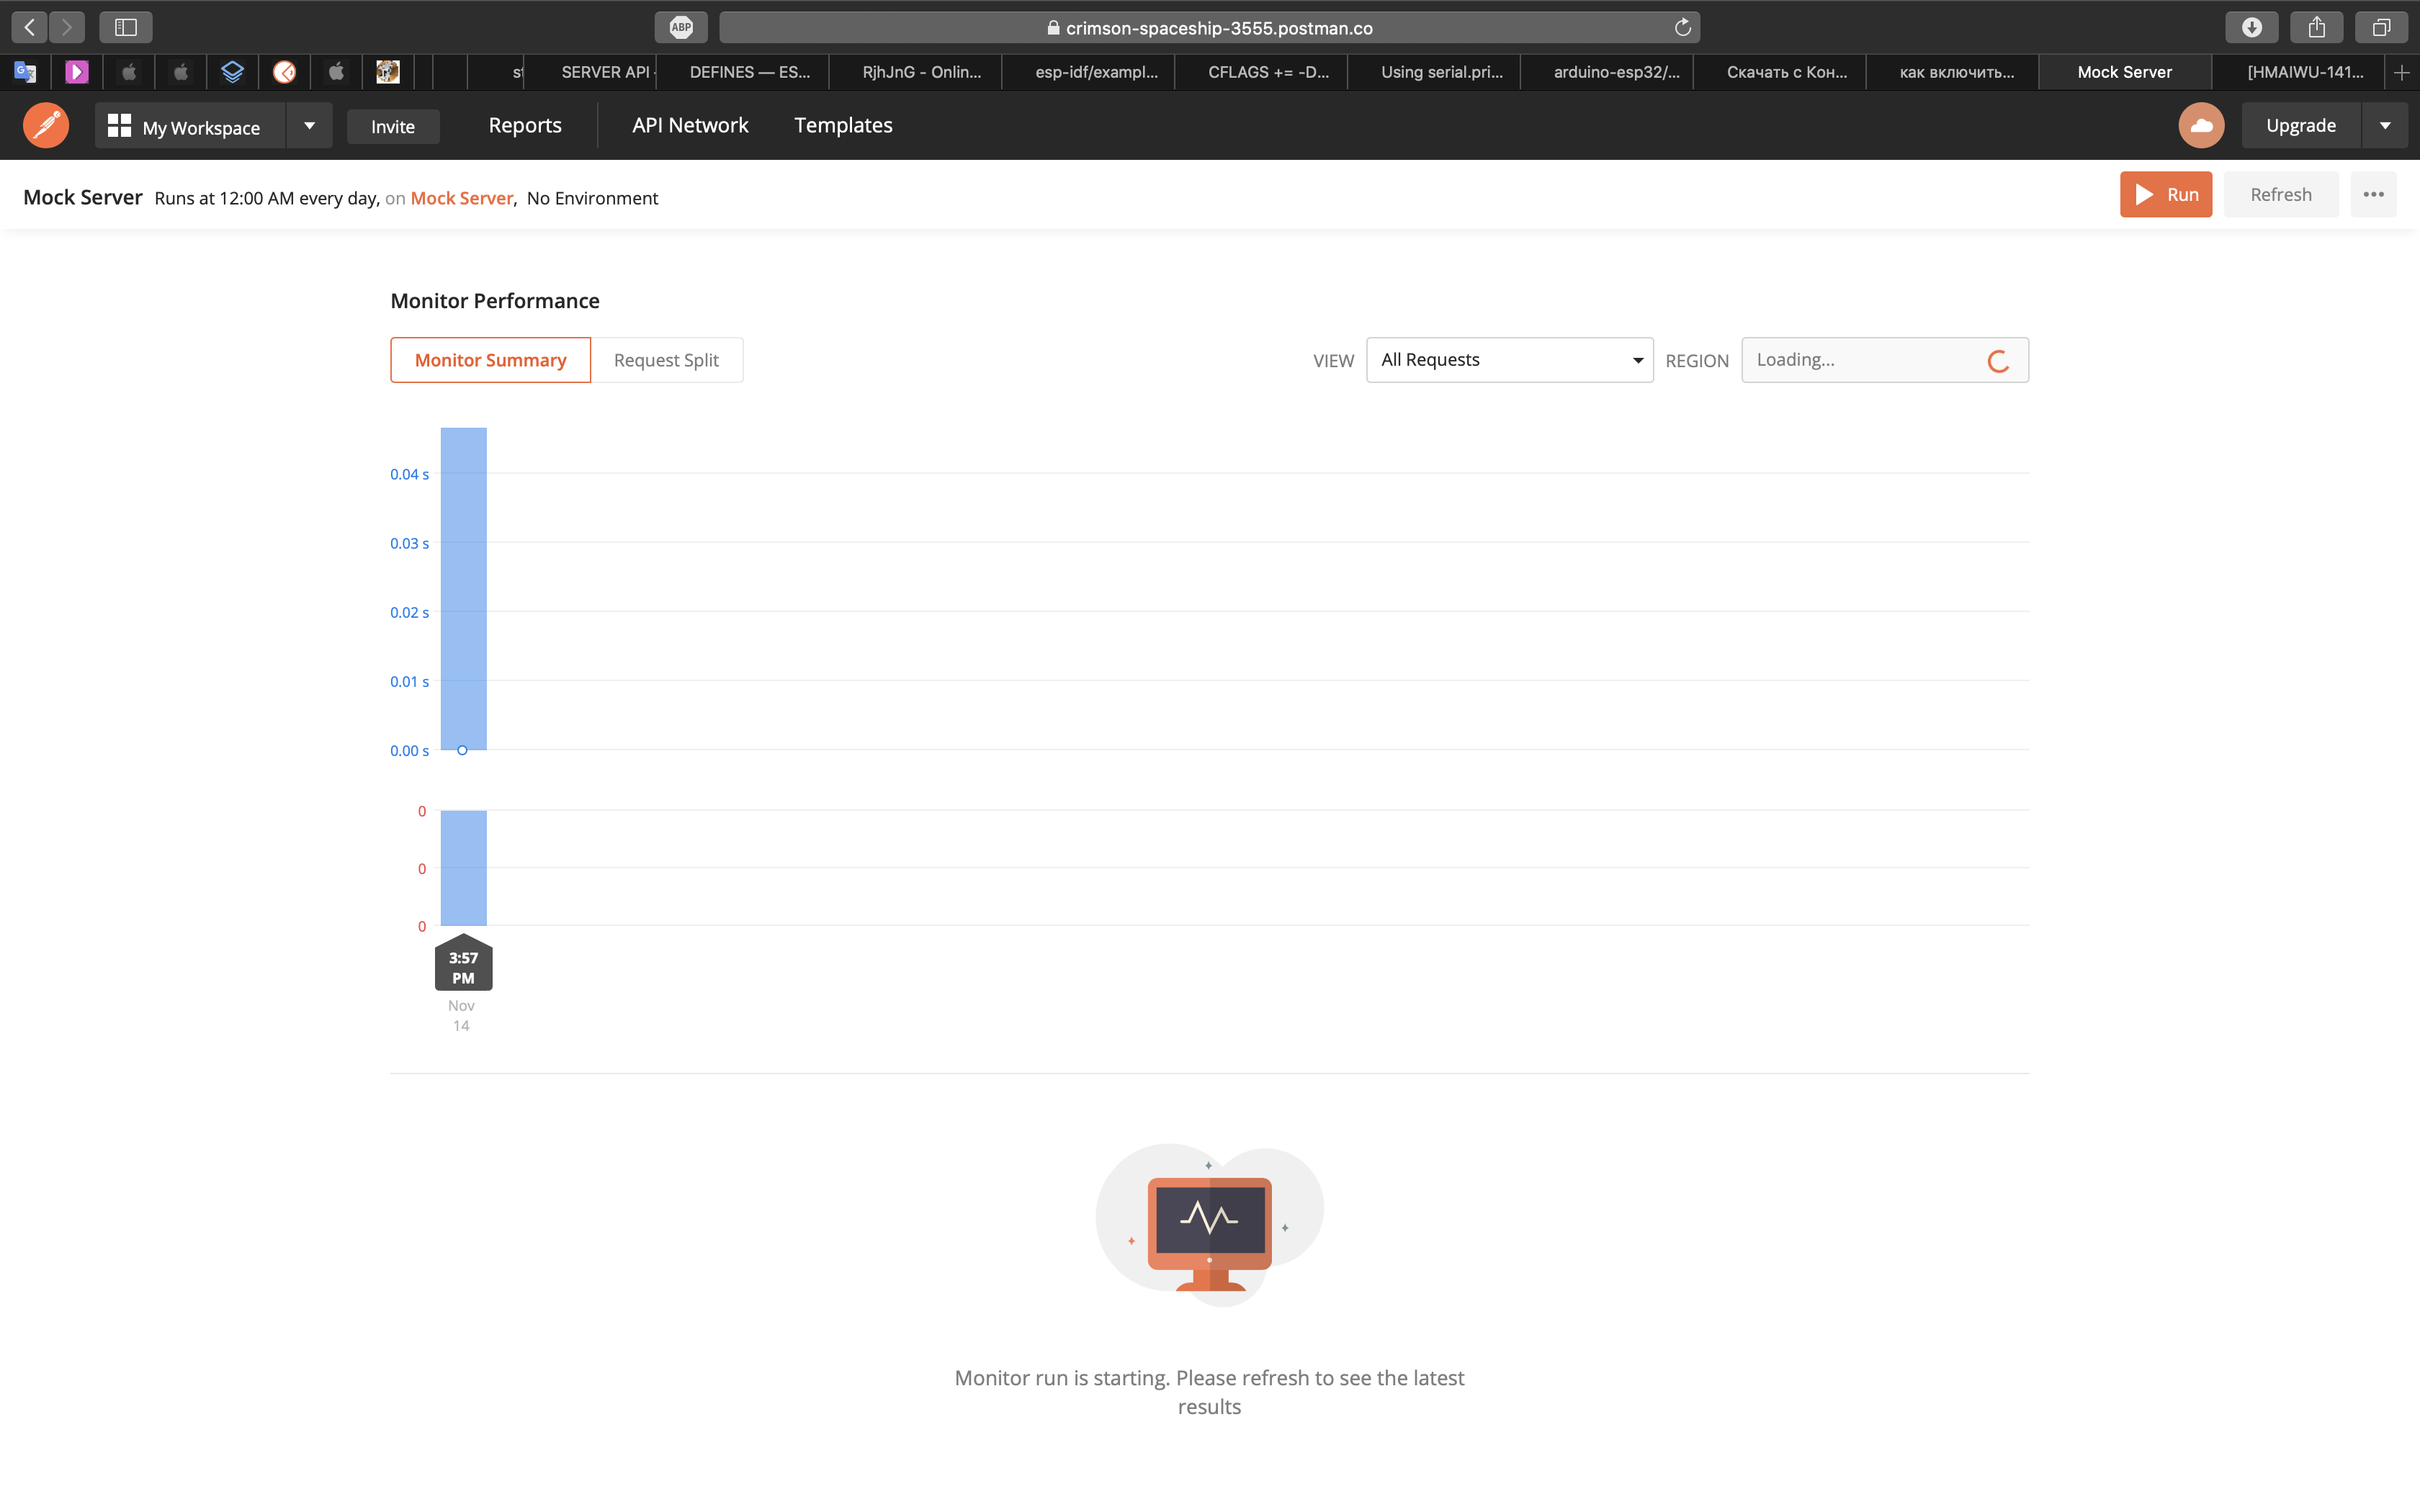 ABP
crimson-spaceship-3555.postman.co
SERVER API
DEFINES — ES...
RjhJnG - Onlin...
esp-idf/exampl...
CFLAGS += -D...
Using serial.pri...
arduino-esp32/...
Скачать с Кон...
как включить...
Mock Server
[HMAIWU-141...
My Workspace
Invite
Reports
API Network
Templates
Upgrade
Mock Server Runs at 12:00 AM every day, on Mock Server, No Environment
Run
Refresh
Monitor Performance
Monitor Summary
Request Split
VIEW
All Requests
REGION
Loading...
0.04 s
0.03 s
0.02 s
0.01 s
0.00 s
0
0
0
3:57
PM
Nov
14
Monitor run is starting. Please refresh to see the latest
results